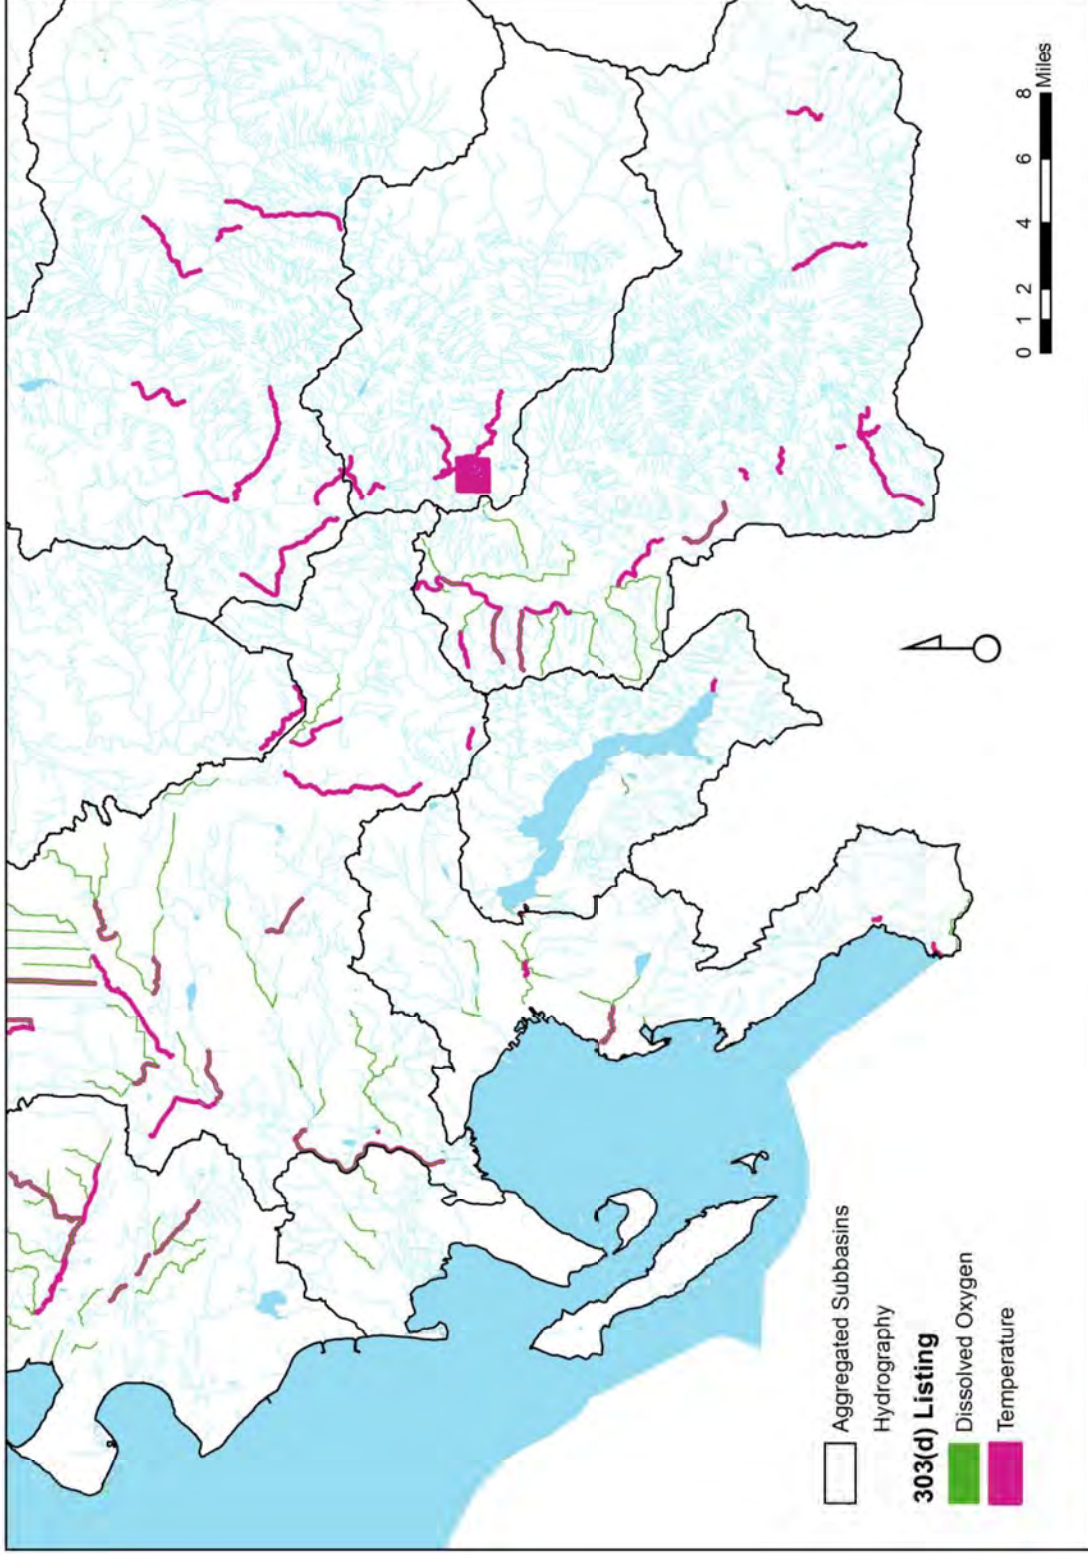 Aggregated Subbasins
Hydrography
303(d) Listing
Dissolved Oxygen
Temperature
0 1 2 4 6 8
Miles